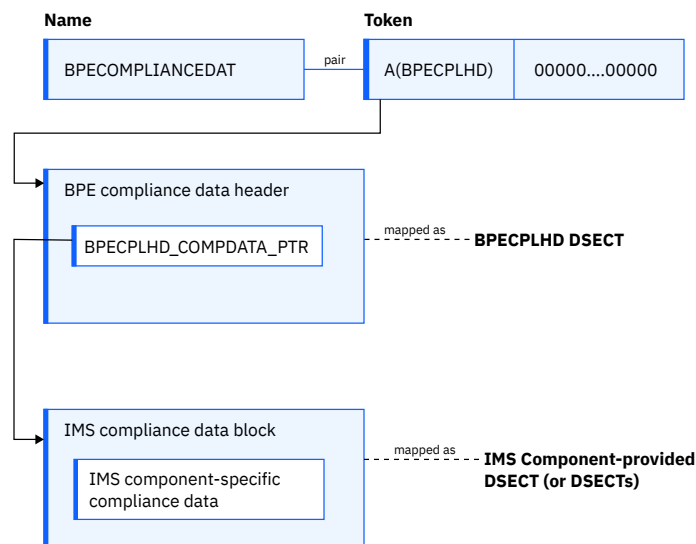 Name
Token
BPECOMPLIANCEDAT
pair
A(BPECPLHD)
00000....00000
BPE compliance data header
BPECPLHD_COMPDATA_PTR
mapped as
BPECPLHD DSECT
IMS compliance data block
IMS component-specific
compliance data
mapped as
IMS Component-provided
DSECT (or DSECTs)